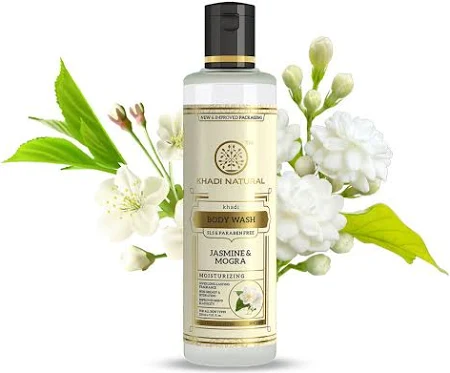 NEW & IMPROVED PACKAGING
KHADI NATURAL
khadi
BODY WASH
SLS & PARABEN FREE
JASMINE &
MOGRA
MOISTURIZING
FOR ALL SKIN TYPES